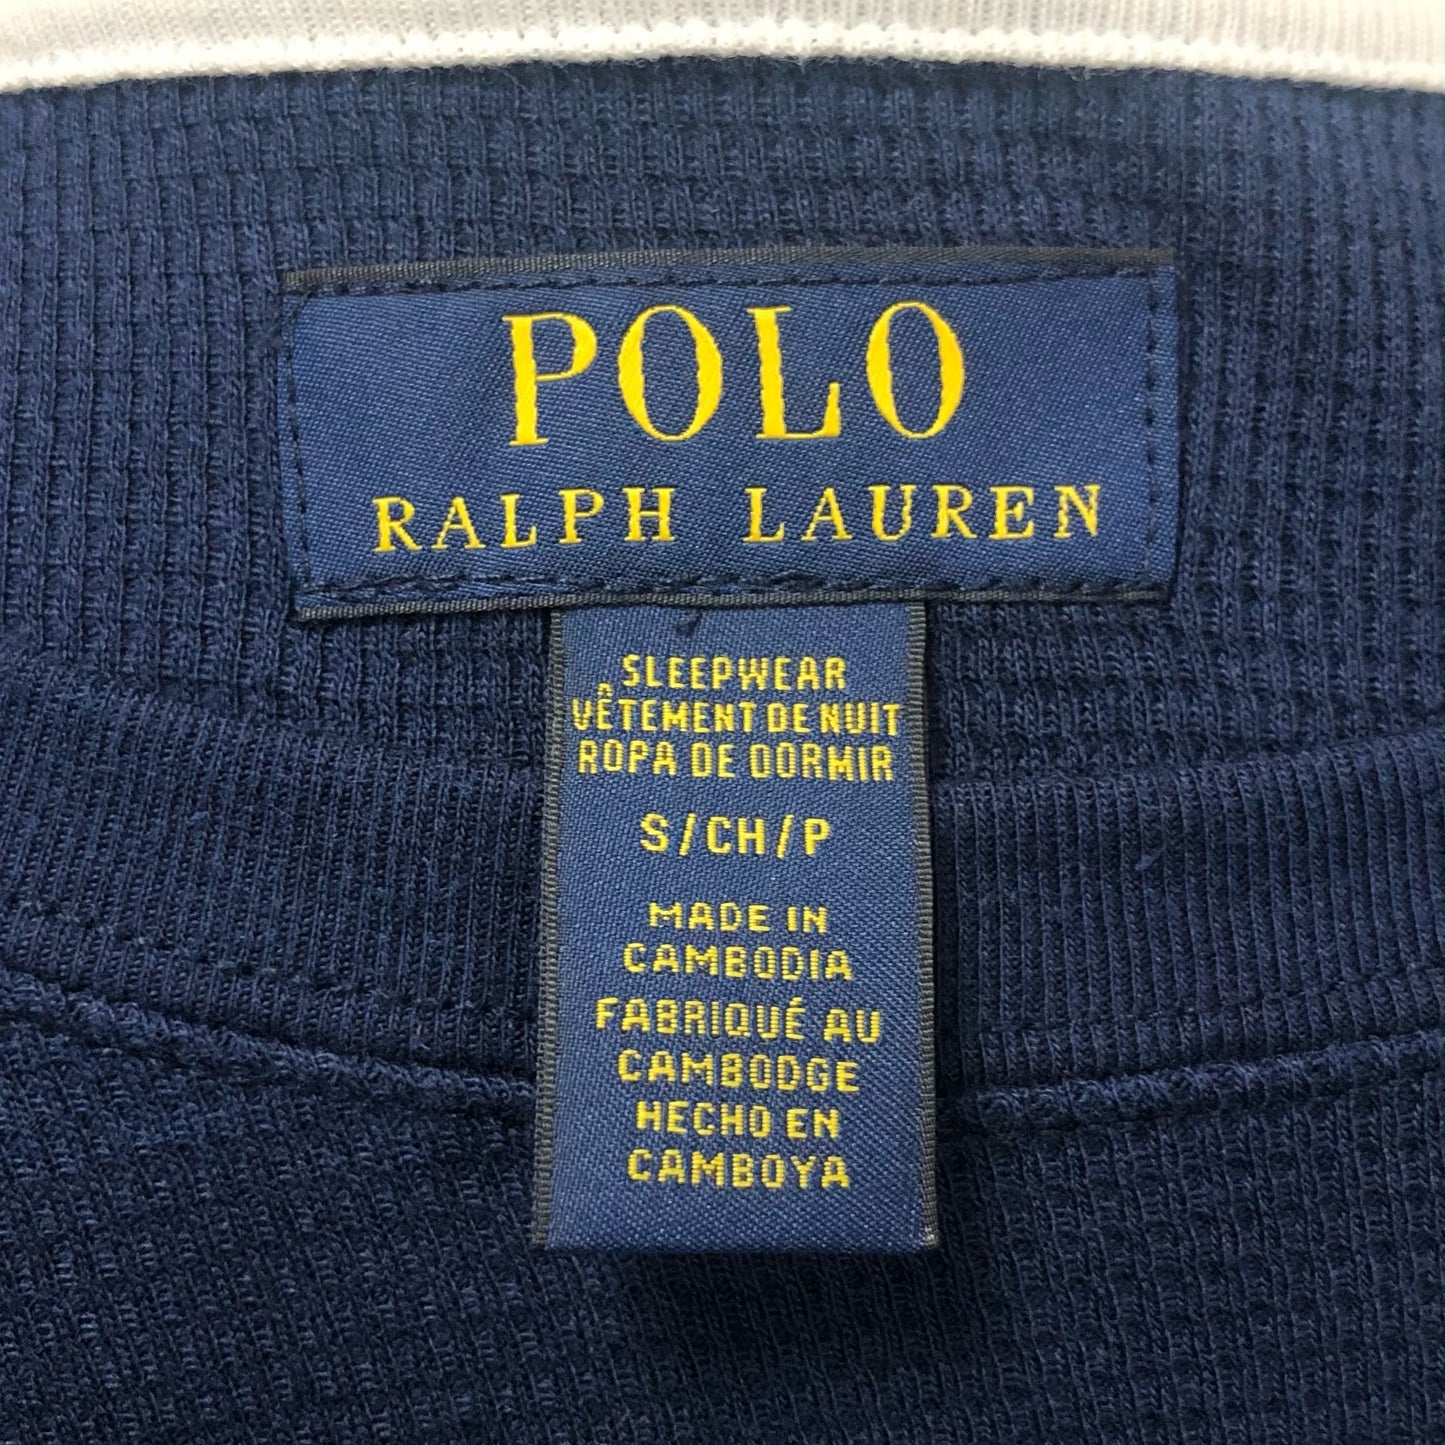 POLO
RALPH LAUREN
SLEEPWEAR
VÊTEMENT DE NUIT
ROPA DE DORMIR
S/CH/P
MADE IN
CAMBODIA
FABRIQUÉ AU
CAMBODGE
HECHO EN
CAMBOYA